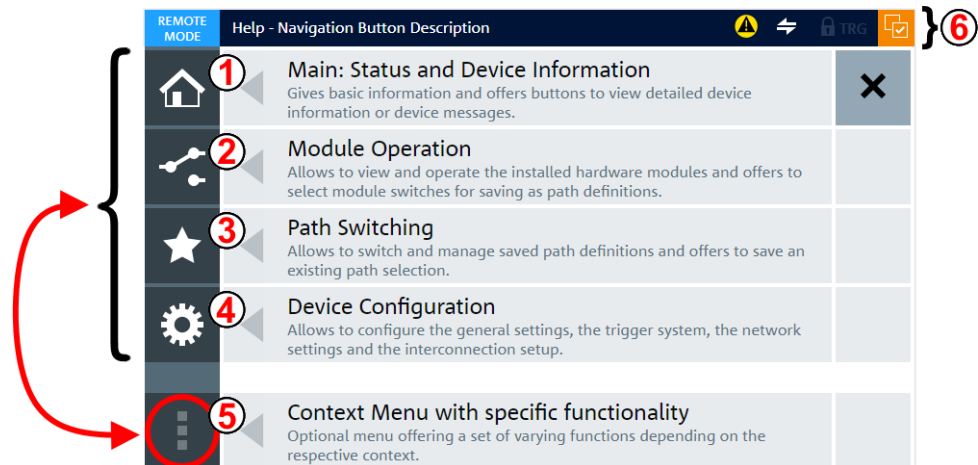 REMOTE
MODE
Help - Navigation Button Description
TRG
6
1
Main: Status and Device Information
Gives basic information and offers buttons to view detailed device
information or device messages.
2
Module Operation
Allows to view and operate the installed hardware modules and offers to
select module switches for saving as path definitions.
3
Path Switching
Allows to switch and manage saved path definitions and offers to save an
existing path selection.
4
Device Configuration
Allows to configure the general settings, the trigger system, the network
settings and the interconnection setup.
5
Context Menu with specific functionality
Optional menu offering a set of varying functions depending on the
respective context.